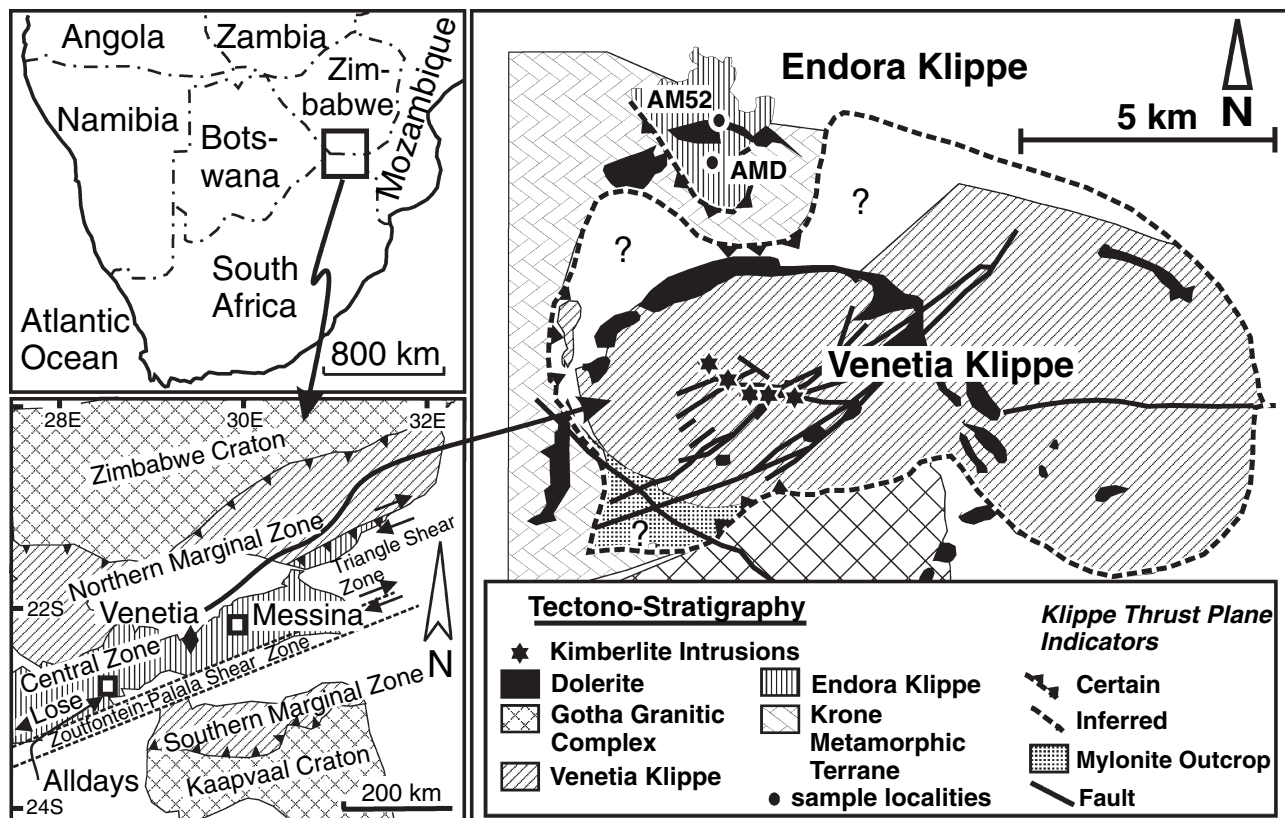 Angola
Zambia
Zim-
babwe
Mozambique
Namibia
Bots-
wana
South
Africa
Atlantic
Ocean
800 km
28E
30E
32E
Zimbabwe Craton
Northern Marginal Zone
Triangle Shear
Zone
22S
Venetia
Messina
Central Zone
Lose
Zoutfontein-Palala Shear Zone
N
Southern Marginal Zone
Alldays
Kaapvaal Craton
24S
200 km
Endora Klippe
N
5 km
AM52
AMD
?
?
Venetia Klippe
?
Tectono-Stratigraphy
Kimberlite Intrusions
Dolerite
Gotha Granitic
Complex
Venetia Klippe
Endora Klippe
Krone
Metamorphic
Terrane
sample localities
Klippe Thrust Plane
Indicators
Certain
Inferred
Mylonite Outcrop
Fault